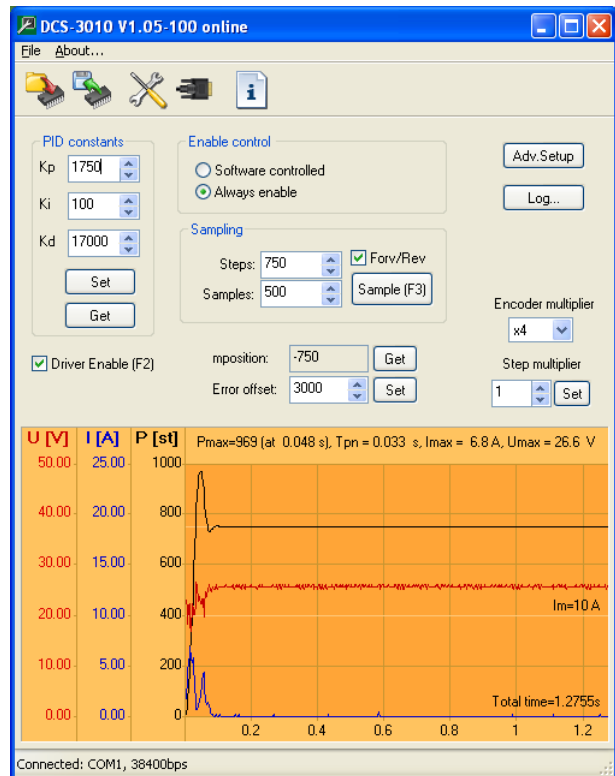 DCS-3010 V1.05-100 online
File About...
i
PID constants
Kp 1750
Ki 100
Kd 17000
Set
Get
Enable control
Software controlled
Always enable
Adv.Setup
Log...
Sampling
Steps: 750 Forv/Rev
Samples: 500 Sample (F3)
Encoder multiplier
x4
Driver Enable (F2)
mposition: -750 Get
Step multiplier
Error offset: 3000 Set
1 Set
U [V] I [A] P [st] Pmax=969 (at 0.048 s), Tpn = 0.033 s, Imax = 6.8 A, Umax = 26.6 V
50.00 25.00 1000
40.00 20.00 800
30.00 15.00 600
20.00 10.00 400
Im=10 A
10.00 5.00 200
Total time=1.2755s
0.00 0.00 0
0.2 0.4 0.6 0.8 1 1.2
Connected: COM1, 38400bps